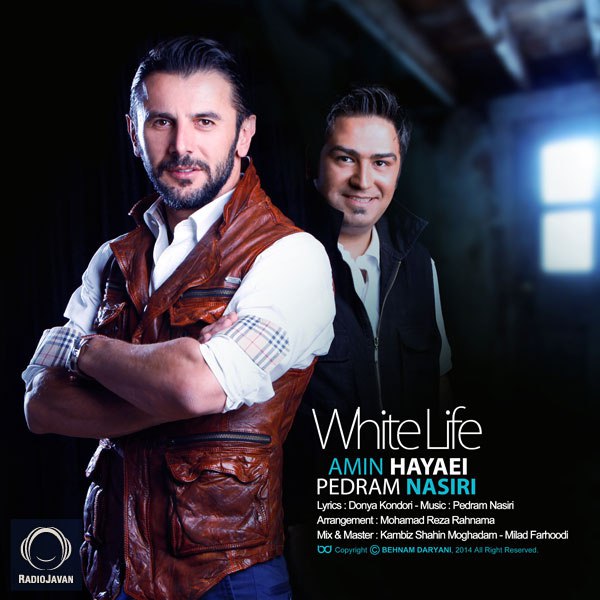 White Life
AMIN HAYAEI
PEDRAM NASIRI
Lyrics : Donya Kondori - Music : Pedram Nasiri
Arrangement : Mohamad Reza Rahnama
Mix & Master : Kambiz Shahin Moghadam - Milad Farhoodi
Copyright © BEHNAM DARYANI, 2014 All Right Reserved.
RADIOJAVAN